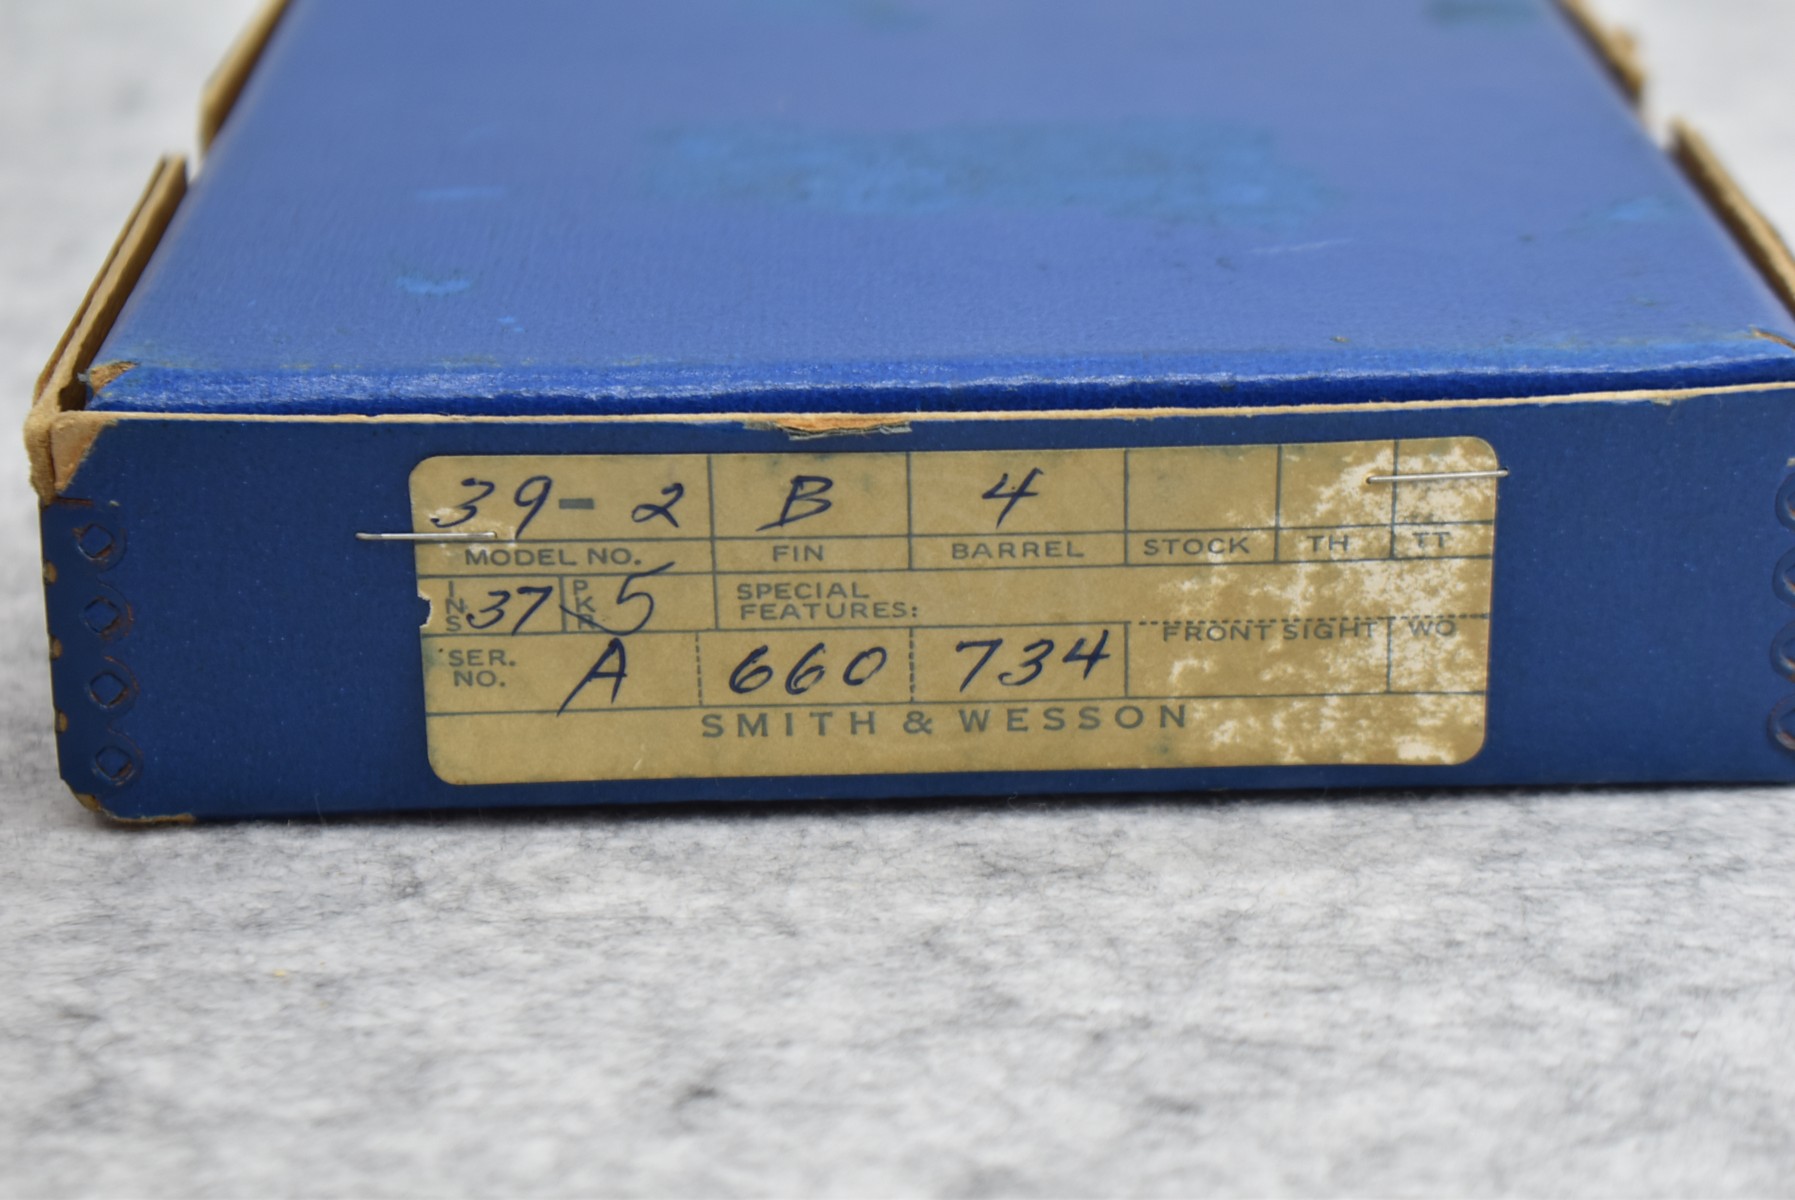 39-2 B 4
MODEL NO. FIN BARREL STOCK TH TT
INS 37 PKR 5 SPECIAL
FEATURES:
FRONT SIGHT WO
SER.
NO. A 660 734
SMITH & WESSON